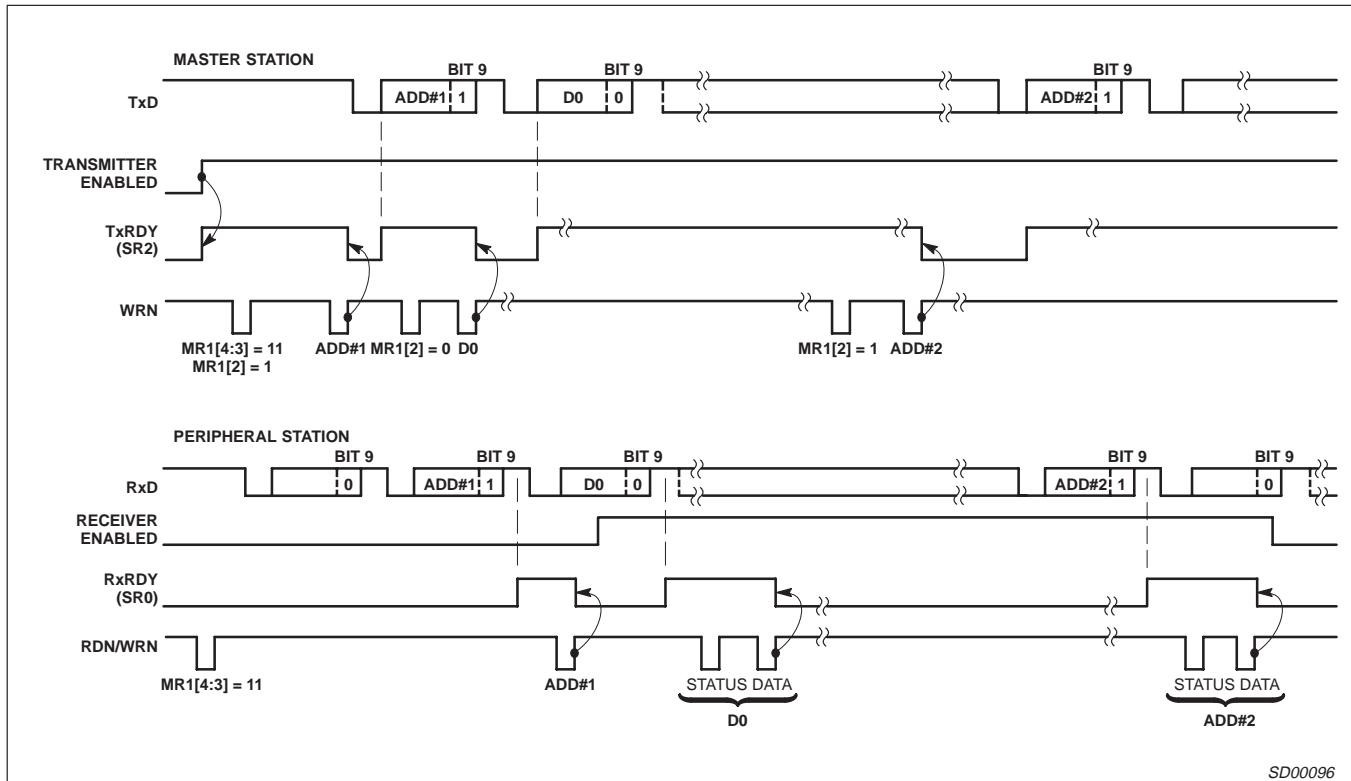 MASTER STATION
BIT 9 BIT 9 BIT 9
TxD ADD#1 1 D0 0 ADD#2 1
TRANSMITTER
ENABLED
TxRDY
(SR2)
WRN
MR1[4:3] = 11 ADD#1 MR1[2] = 0 D0 MR1[2] = 1 ADD#2
MR1[2] = 1
PERIPHERAL STATION
BIT 9 BIT 9 BIT 9 BIT 9 BIT 9
RxD 0 ADD#1 1 D0 0 ADD#2 1 0
RECEIVER
ENABLED
RxRDY
(SR0)
RDN/WRN
MR1[4:3] = 11 ADD#1 STATUS DATA STATUS DATA
D0 ADD#2
SD00096